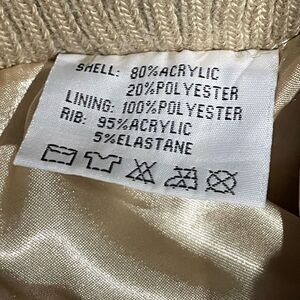 SHELL: 80%ACRYLIC
20%POLYESTER
LINING: 100%POLYESTER
RIB: 95%ACRYLIC
5%ELASTANE